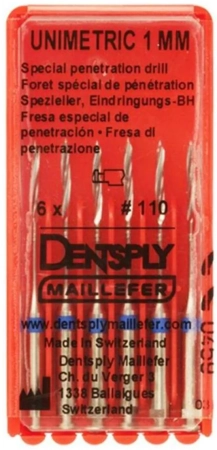 UNIMETRIC 1 MM
Special penetration drill
Foret spécial de pénétration
Spezieller, Eindringungs-BH
Fresa especial de
penetración • Fresa di
penetrazione
6 x # 110
DENTSPLY
MAILLEFER
www.dentsplymaillefer.com
Made in Switzerland
Dentsply Maillefer
Ch. du Verger 3
1338 Ballaigues
Switzerland